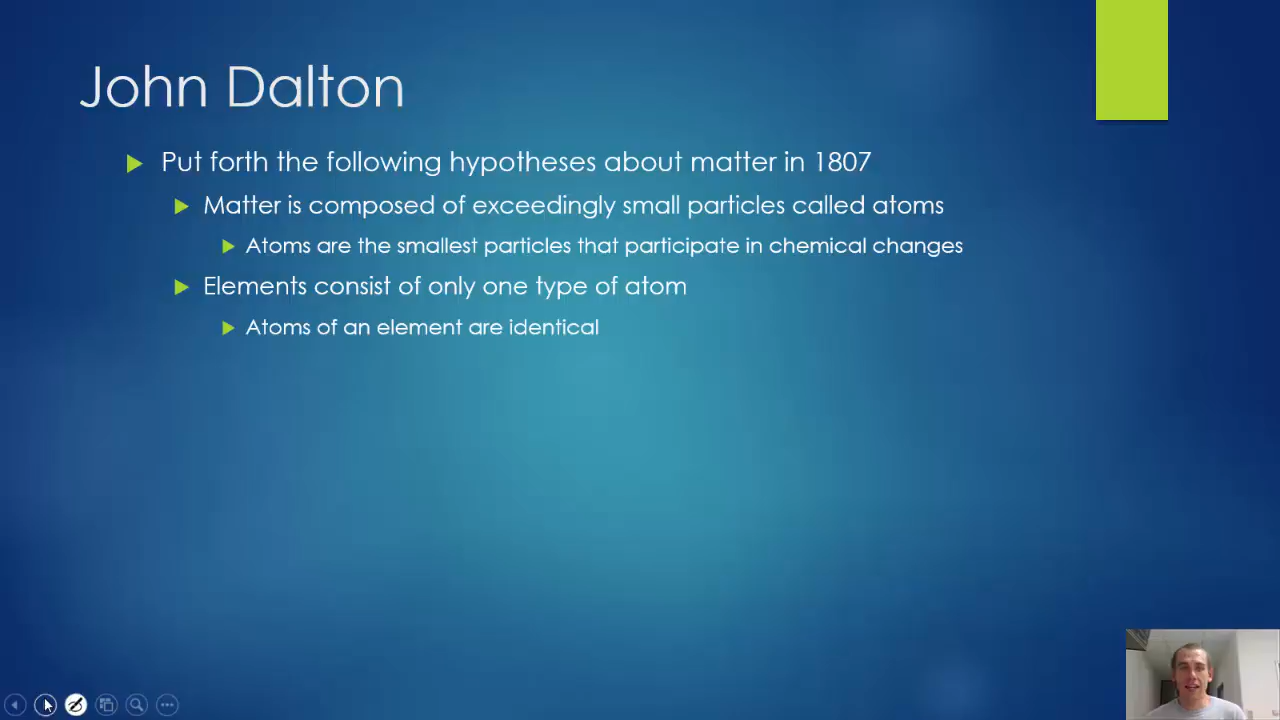 John Dalton
Put forth the following hypotheses about matter in 1807
Matter is composed of exceedingly small particles called atoms
Atoms are the smallest particles that participate in chemical changes
Elements consist of only one type of atom
Atoms of an element are identical